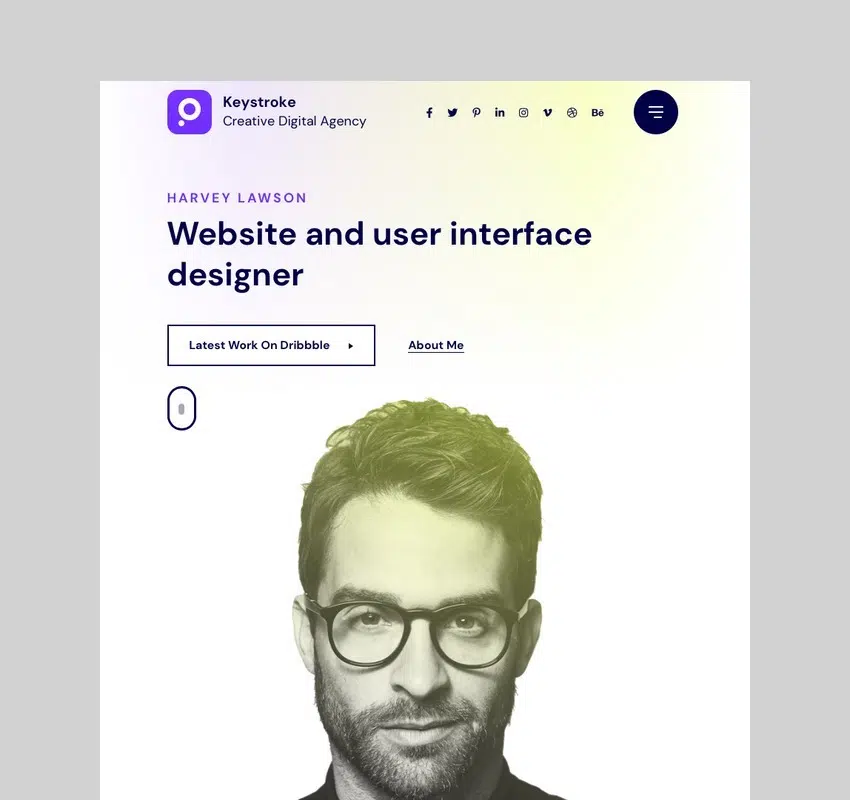 Keystroke
Creative Digital Agency
Bē
HARVEY LAWSON
Website and user interface
designer
Latest Work On Dribbble
About Me